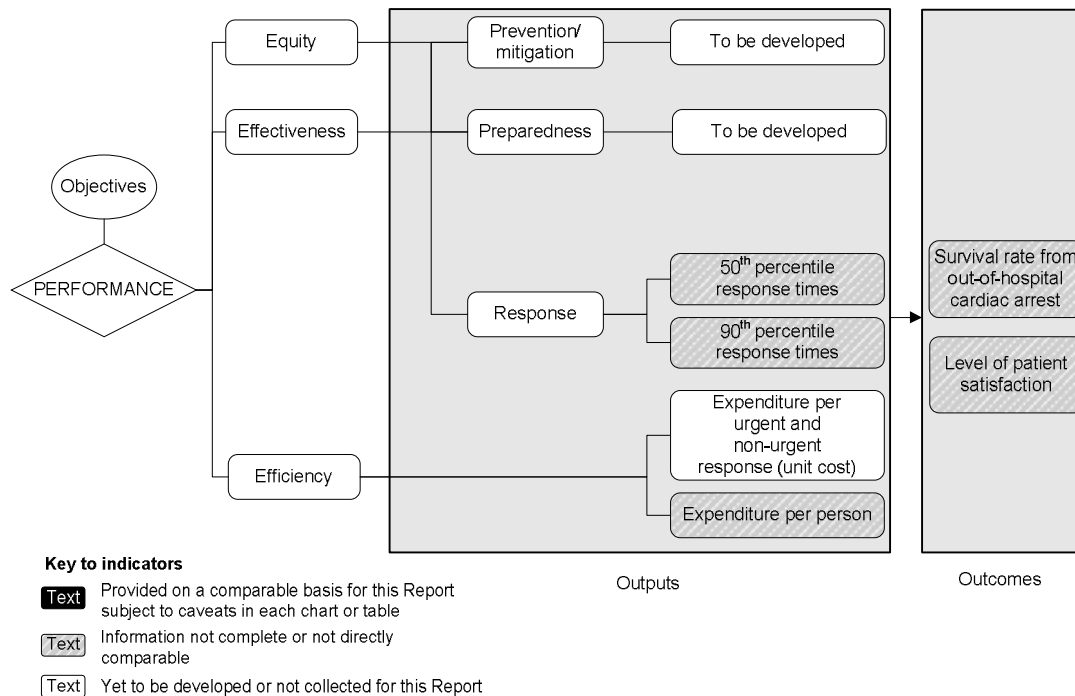 Equity
Prevention/
mitigation
To be developed
Effectiveness
Preparedness
To be developed
Objectives
PERFORMANCE
Response
50th percentile
response times
90th percentile
response times
Survival rate from
out-of-hospital
cardiac arrest
Level of patient
satisfaction
Efficiency
Expenditure per
urgent and
non-urgent
response (unit cost)
Expenditure per person
Outputs
Outcomes
Key to indicators
Text
Provided on a comparable basis for this Report
subject to caveats in each chart or table
Text
Information not complete or not directly
comparable
Text
Yet to be developed or not collected for this Report